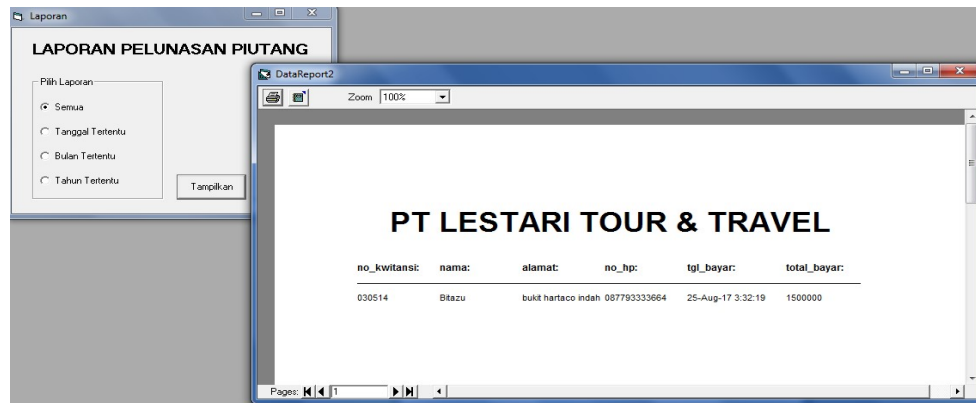 Laporan
LAPORAN PELUNASAN PIUTANG
Pilih Laporan
Semua
Tanggal Tertentu
Bulan Tertentu
Tahun Tertentu
Tampilkan
DataReport2
Zoom 100%
PT LESTARI TOUR & TRAVEL
no_kwitansi: nama: alamat: no_hp: tgl_bayar: total_bayar:
030514 Bitazu bukit hartaco indah 087793333664 25-Aug-17 3:32:19 1500000
Pages: 1